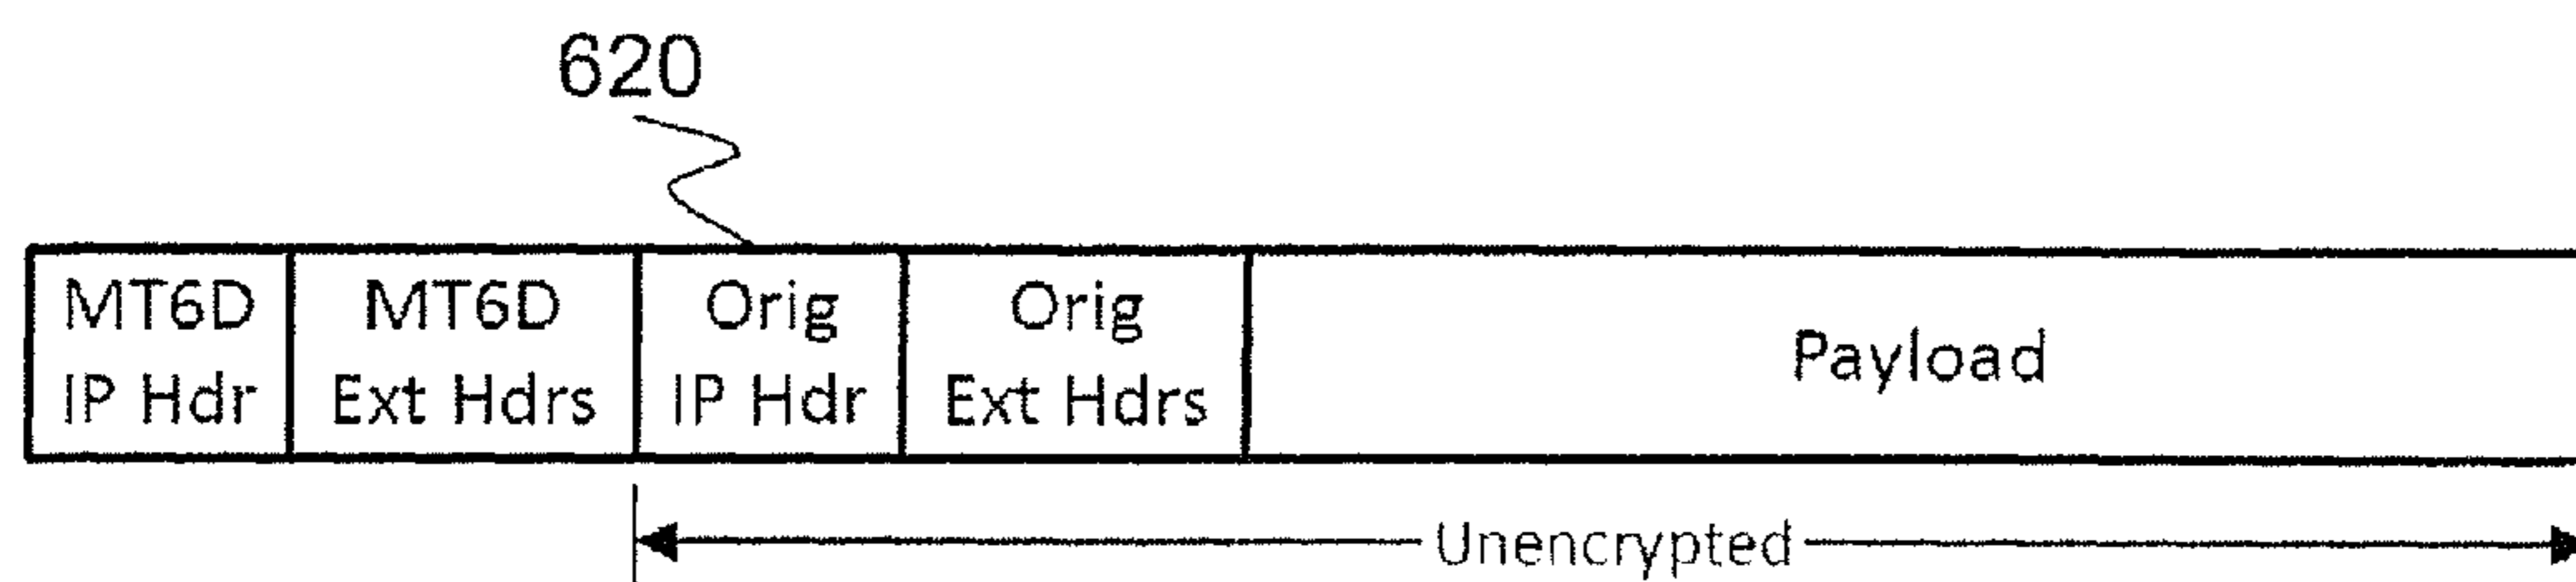 620
MT6D
IP Hdr
MT6D
Ext Hdrs
Orig
IP Hdr
Orig
Ext Hdrs
Payload
Unencrypted